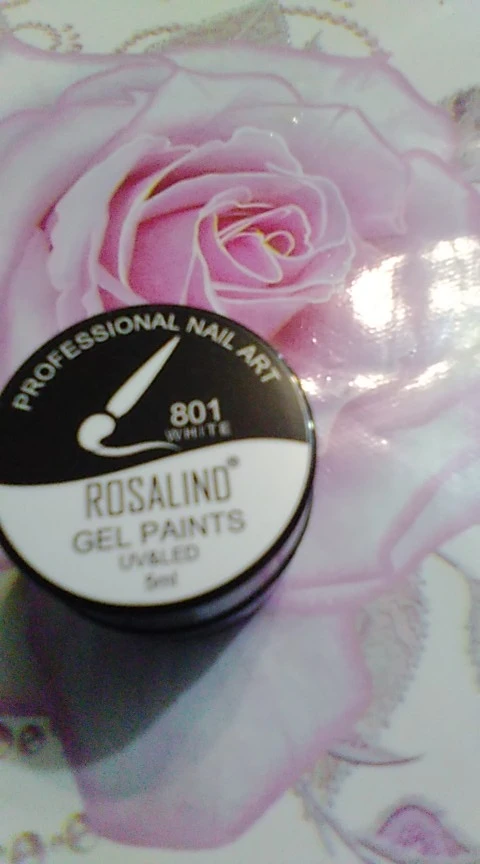 PROFESSIONAL NAIL ART
801
WHITE
ROSALIND®
GEL PAINTS
UV&LED
5ml